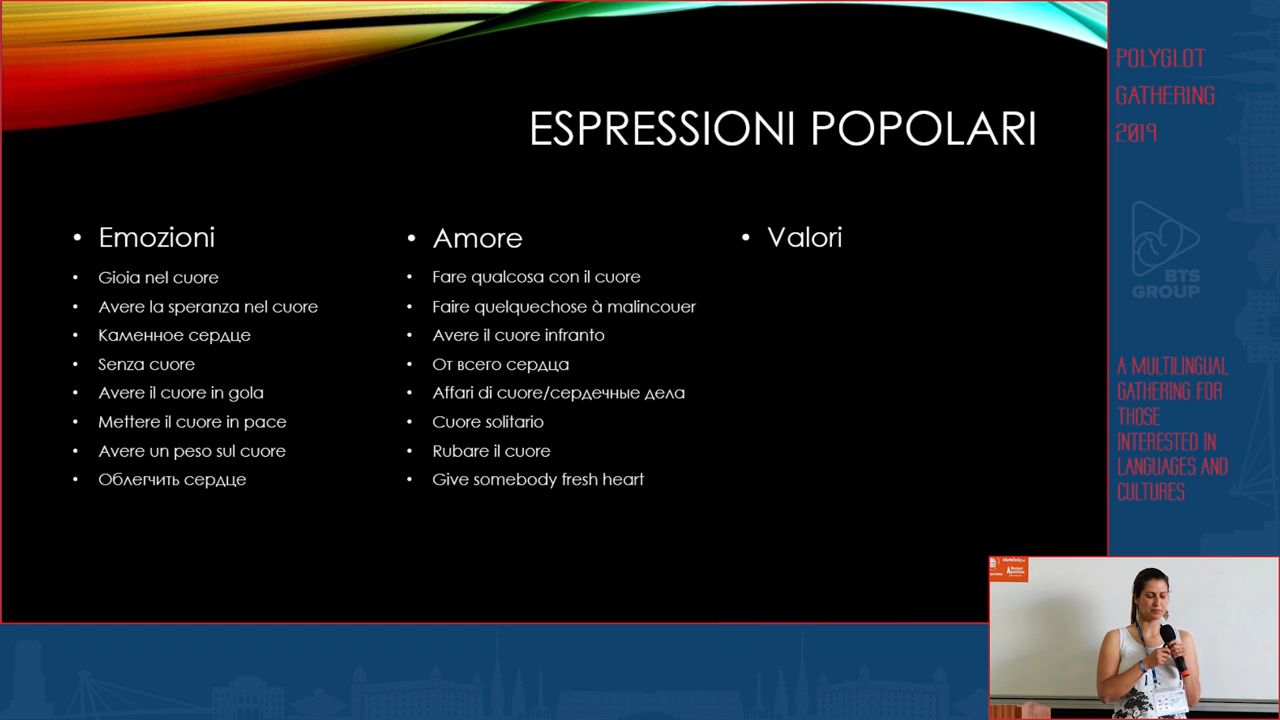 ESPRESSIONI POPOLARI
• Emozioni
• Gioia nel cuore
• Avere la speranza nel cuore
• Каменное сердце
• Senza cuore
• Avere il cuore in gola
• Mettere il cuore in pace
• Avere un peso sul cuore
• Облегчить сердце
• Amore
• Fare qualcosa con il cuore
• Faire quelquechose à malincouer
• Avere il cuore infranto
• От всего сердца
• Affari di cuore/сердечные дела
• Cuore solitario
• Rubare il cuore
• Give somebody fresh heart
• Valori
POLYGLOT
GATHERING
2019
BTS
GROUP
A MULTILINGUAL
GATHERING FOR
THOSE
INTERESTED IN
LANGUAGES AND
CULTURES